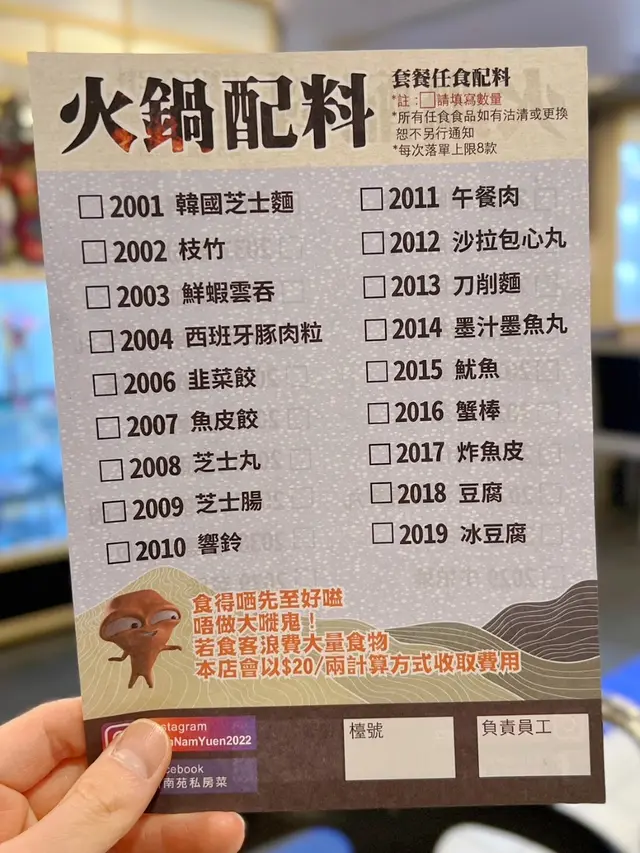 火鍋配料
套餐任食配料
*註：□請填寫數量
*所有任食食品如有沽清或更換
恕不另行通知
*每次落單上限8款
□2001 韓國芝士麵
□2002 枝竹
□2003 鮮蝦雲吞
□2004 西班牙豚肉粒
□2006 韭菜餃
□2007 魚皮餃
□2008 芝士丸
□2009 芝士腸
□2010 響鈴
□2011 午餐肉
□2012 沙拉包心丸
□2013 刀削麵
□2014 墨汁墨魚丸
□2015 魷魚
□2016 蟹棒
□2017 炸魚皮
□2018 豆腐
□2019 冰豆腐
食得哂先至好嗌
唔做大嘥鬼！
若食客浪費大量食物
本店會以$20/兩計算方式收取費用
stagram
NamYuen2022
cebook
南苑私房菜
檯號
負責員工